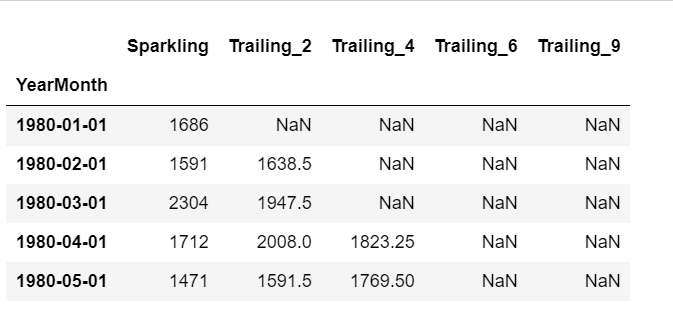 Sparkling Trailing_2 Trailing_4 Trailing_6 Trailing_9
YearMonth
1980-01-01 1686 NaN NaN NaN NaN
1980-02-01 1591 1638.5 NaN NaN NaN
1980-03-01 2304 1947.5 NaN NaN NaN
1980-04-01 1712 2008.0 1823.25 NaN NaN
1980-05-01 1471 1591.5 1769.50 NaN NaN